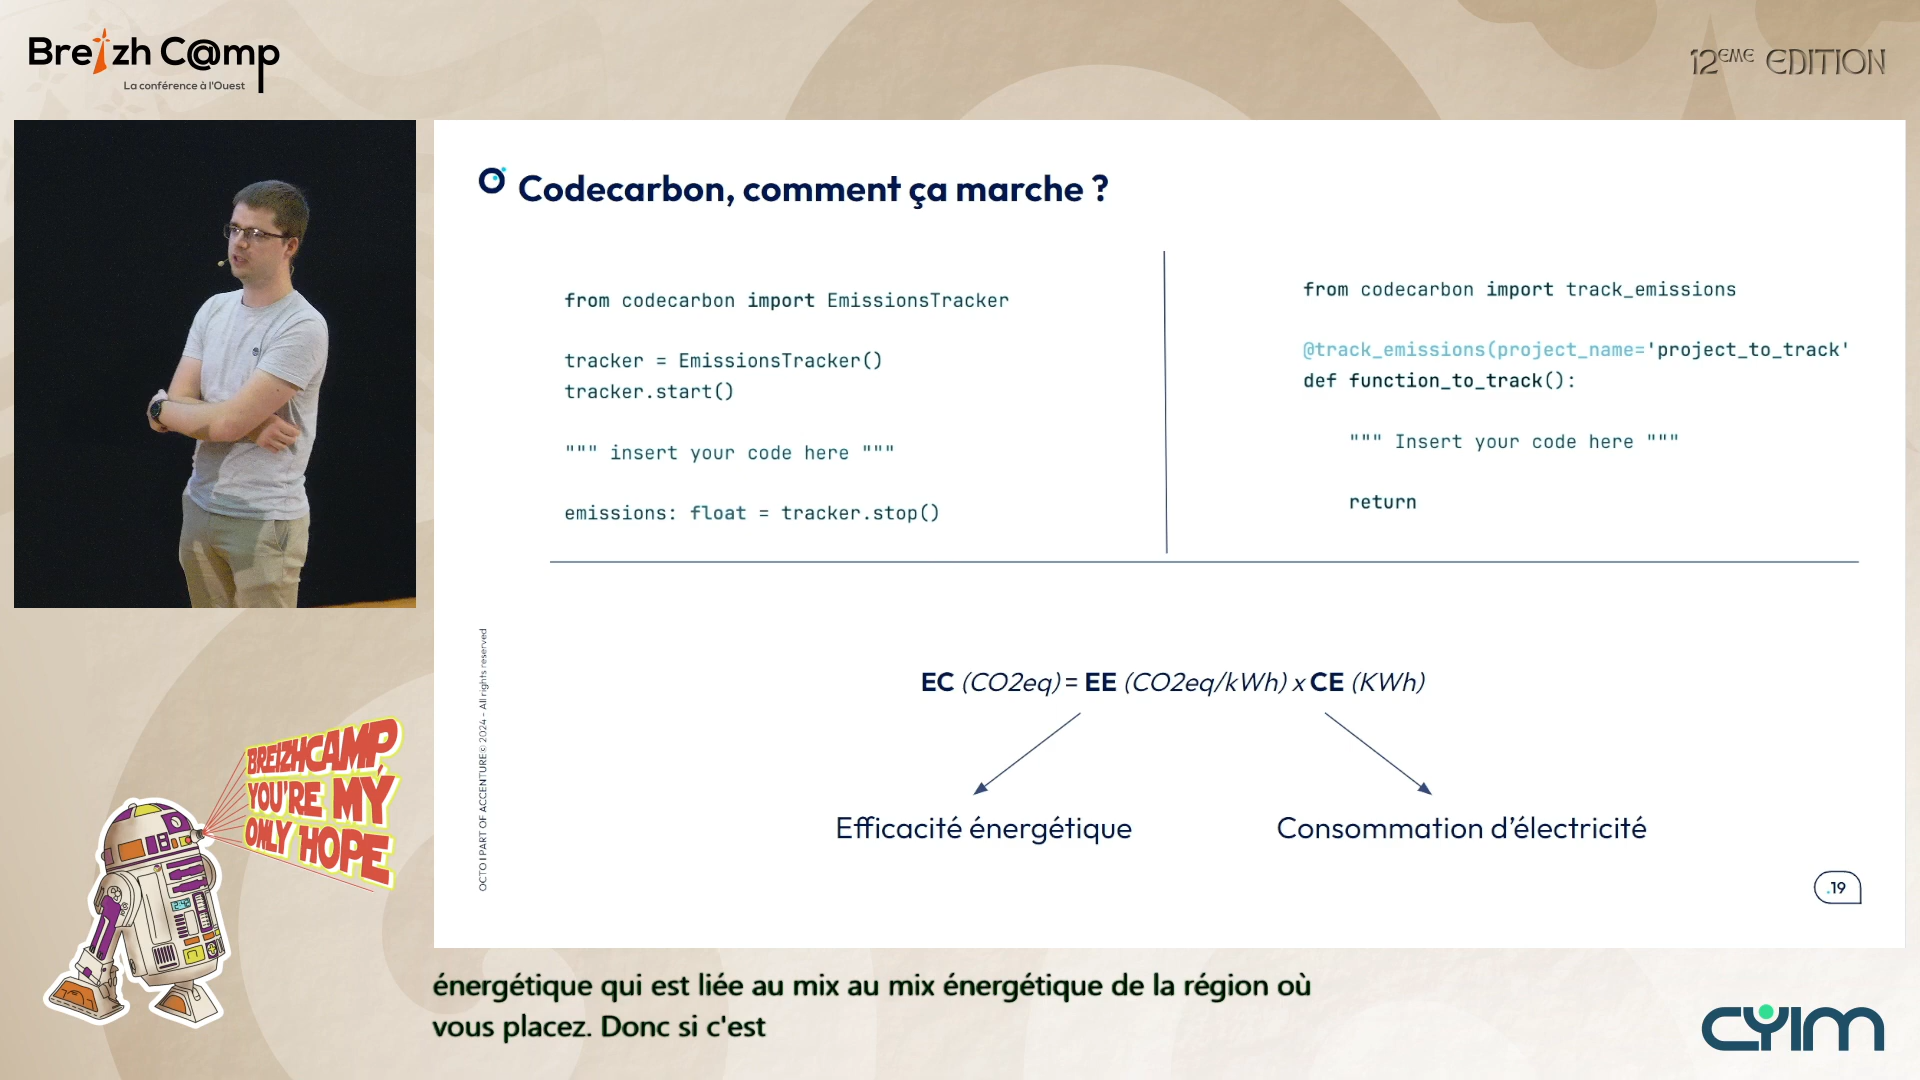 Breizh C@mp
La conférence à l'Ouest
12EME EDITION
Codecarbon, comment ça marche ?
from codecarbon import EmissionsTracker
tracker = EmissionsTracker()
tracker.start()
""" insert your code here """
emissions: float = tracker.stop()
from codecarbon import track_emissions
@track_emissions(project_name='project_to_track'
def function_to_track():
""" Insert your code here """
return
EC (CO2eq) = EE (CO2eq/kWh) x CE (KWh)
Efficacité énergétique
Consommation d’électricité
OCTO I PART OF ACCENTURE© 2024 - All rights reserved
.19
BREIZHCAMP,
YOU'RE MY
ONLY HOPE
énergétique qui est liée au mix au mix énergétique de la région où
vous placez. Donc si c'est
CYIM